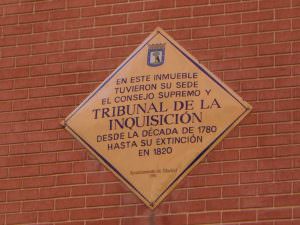 EN ESTE INMUEBLE
TUVIERON SU SEDE
EL CONSEJO SUPREMO Y
TRIBUNAL DE LA
INQUISICIÓN
DESDE LA DÉCADA DE 1780
HASTA SU EXTINCIÓN
EN 1820
Ayuntamiento de Madrid